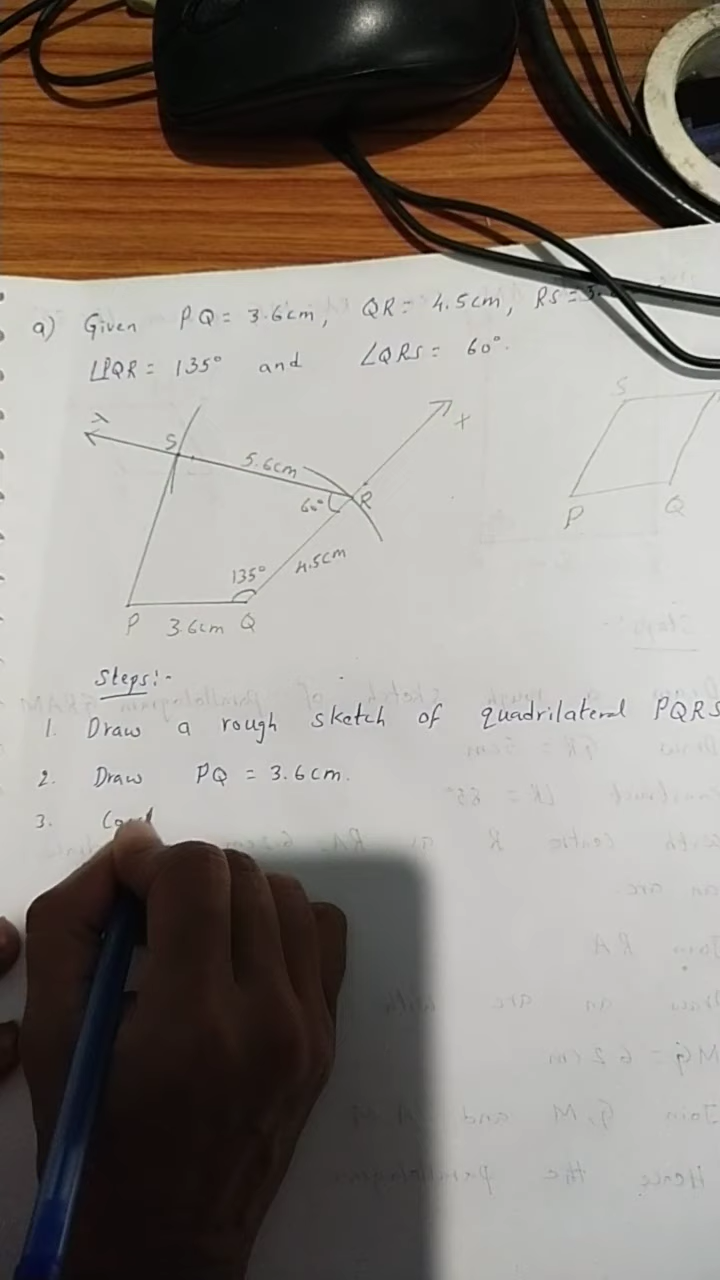 a) Given PQ = 3.6cm, QR = 4.5cm, RS =
∠PQR = 135° and ∠QRS = 60°.
S
X
S
5.6cm
60°
R
P
Q
135°
4.5cm
P
3.6cm
Q
Steps:-
1. Draw a rough sketch of quadrilateral PQRS
2. Draw PQ = 3.6cm.
3.